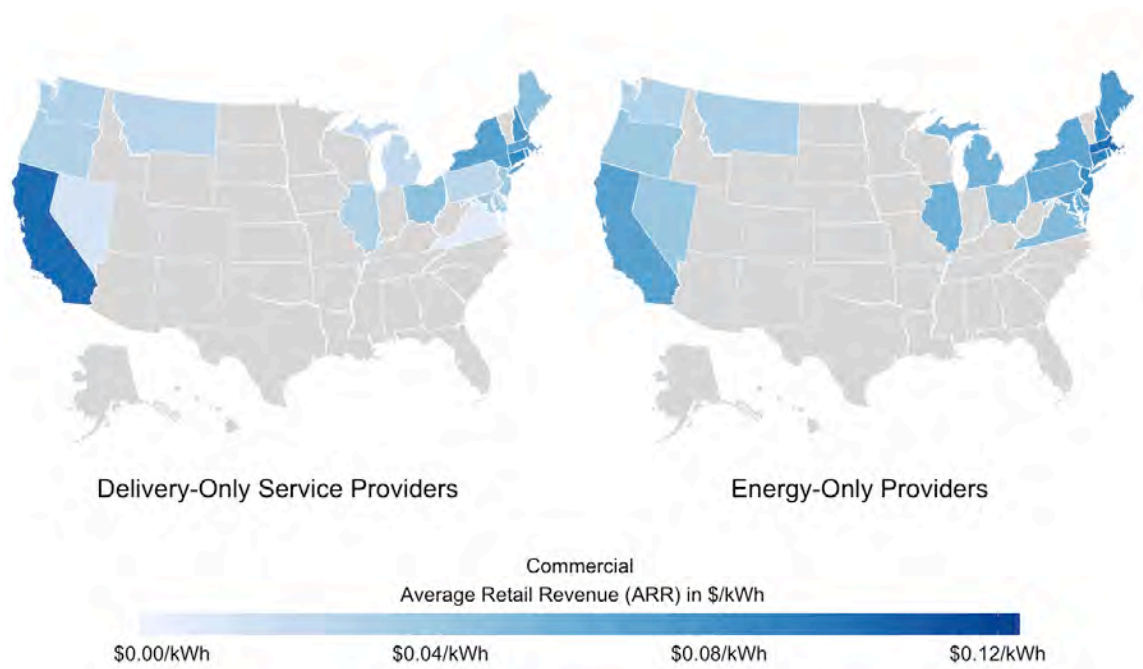 Delivery-Only Service Providers
Energy-Only Providers
Commercial
Average Retail Revenue (ARR) in $/kWh
$0.00/kWh
$0.04/kWh
$0.08/kWh
$0.12/kWh